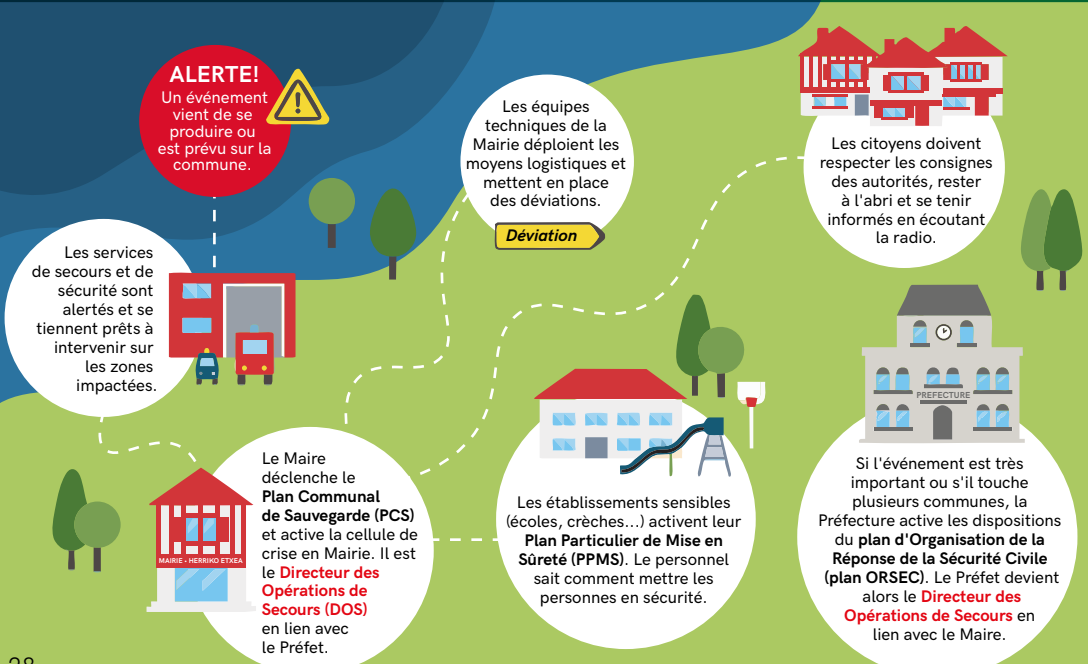 ALERTE!
Un événement
vient de se
produire ou
est prévu sur la
commune.
Les services
de secours et de
sécurité sont
alertés et se
tiennent prêts à
intervenir sur
les zones
impactées.
Le Maire
déclenche le
Plan Communal
de Sauvegarde (PCS)
et active la cellule de
crise en Mairie. Il est
le Directeur des
Opérations de
Secours (DOS)
en lien avec
le Préfet.
MAIRIE • HERRIKO ETXEA
Les équipes
techniques de la
Mairie déploient les
moyens logistiques et
mettent en place
des déviations.
Déviation
Les citoyens doivent
respecter les consignes
des autorités, rester
à l'abri et se tenir
informés en écoutant
la radio.
Les établissements sensibles
(écoles, crèches...) activent leur
Plan Particulier de Mise en
Sûreté (PPMS). Le personnel
sait comment mettre les
personnes en sécurité.
PREFECTURE
Si l'événement est très
important ou s'il touche
plusieurs communes, la
Préfecture active les dispositions
du plan d'Organisation de la
Réponse de la Sécurité Civile
(plan ORSEC). Le Préfet devient
alors le Directeur des
Opérations de Secours en
lien avec le Maire.
28